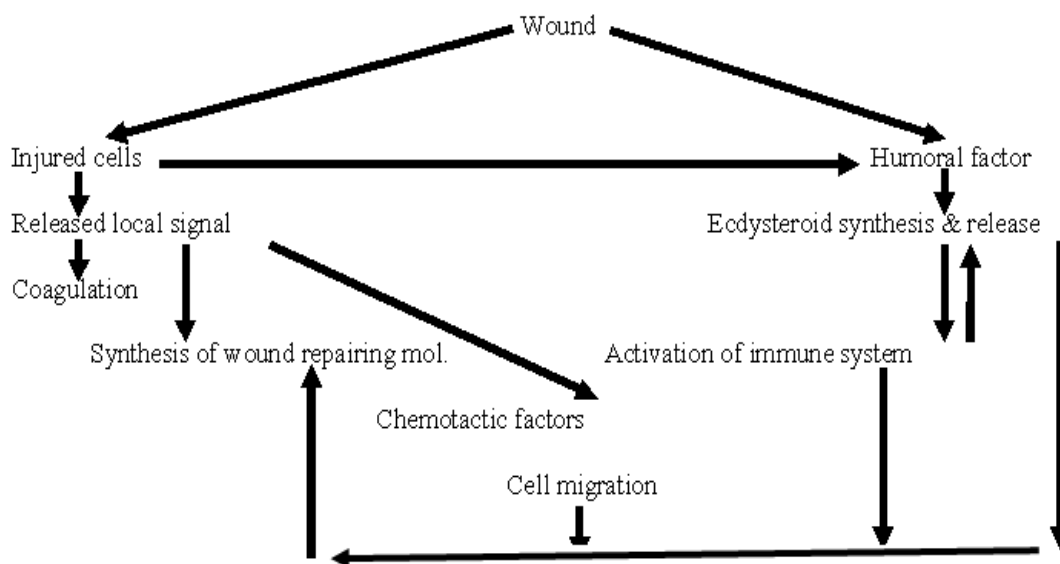 Wound
Injured cells
Humoral factor
Released local signal
Ecdysteroid synthesis & release
Coagulation
Synthesis of wound repairing mol.
Activation of immune system
Chemotactic factors
Cell migration